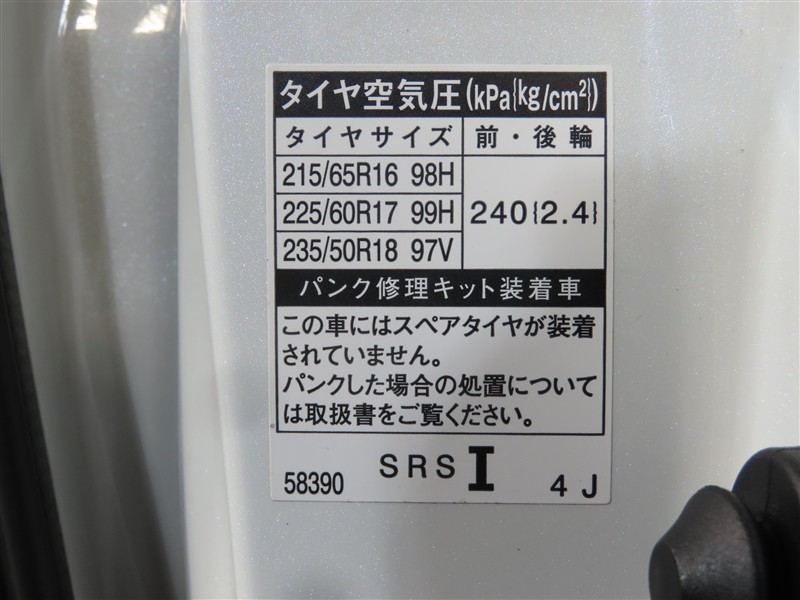 タイヤ空気圧(kPa{kg/cm²})
タイヤサイズ 前・後輪
215/65R16 98H
225/60R17 99H 240{2.4}
235/50R18 97V
パンク修理キット装着車
この車にはスペアタイヤが装着
されていません。
パンクした場合の処置について
は取扱書をご覧ください。
58390 SRS I 4J